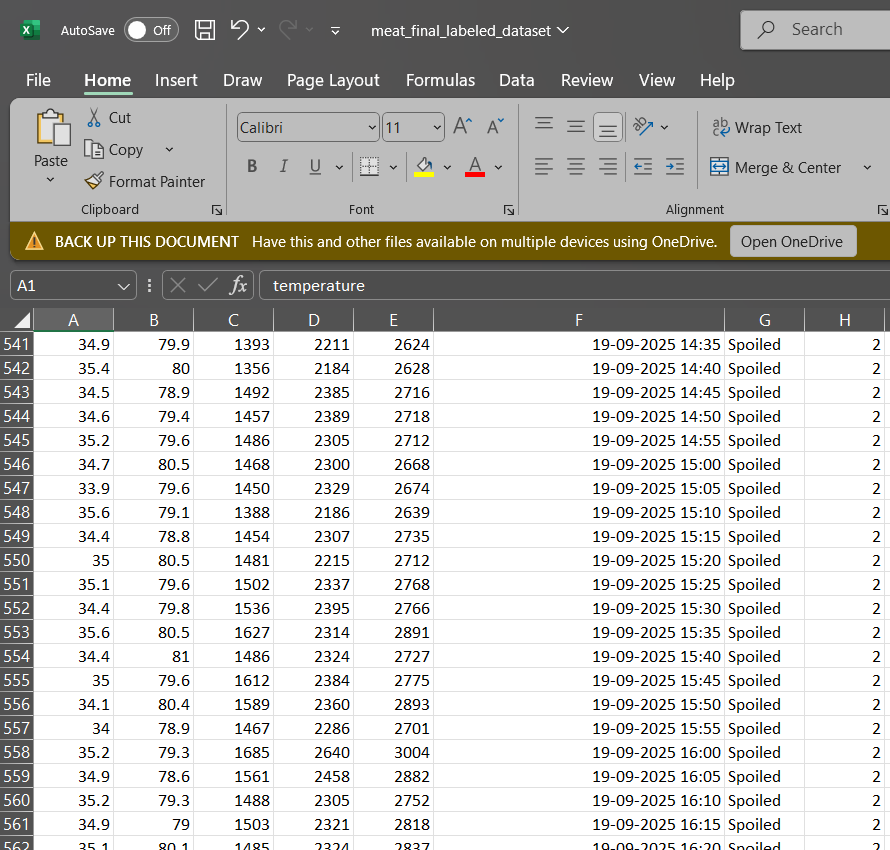 AutoSave Off meat_final_labeled_dataset Search
File Home Insert Draw Page Layout Formulas Data Review View Help
Paste Cut Copy Format Painter
Calibri 11 A A
B I U A
ab Wrap Text
Merge & Center
Clipboard Font Alignment
BACK UP THIS DOCUMENT Have this and other files available on multiple devices using OneDrive. Open OneDrive
A1 fx temperature
A B C D E F G H
541 34.9 79.9 1393 2211 2624 19-09-2025 14:35 Spoiled 2
542 35.4 80 1356 2184 2628 19-09-2025 14:40 Spoiled 2
543 34.5 78.9 1492 2385 2716 19-09-2025 14:45 Spoiled 2
544 34.6 79.4 1457 2389 2718 19-09-2025 14:50 Spoiled 2
545 35.2 79.6 1486 2305 2712 19-09-2025 14:55 Spoiled 2
546 34.7 80.5 1468 2300 2668 19-09-2025 15:00 Spoiled 2
547 33.9 79.6 1450 2329 2674 19-09-2025 15:05 Spoiled 2
548 35.6 79.1 1388 2186 2639 19-09-2025 15:10 Spoiled 2
549 34.4 78.8 1454 2307 2735 19-09-2025 15:15 Spoiled 2
550 35 80.5 1481 2215 2712 19-09-2025 15:20 Spoiled 2
551 35.1 79.6 1502 2337 2768 19-09-2025 15:25 Spoiled 2
552 34.4 79.8 1536 2395 2766 19-09-2025 15:30 Spoiled 2
553 35.6 80.5 1627 2314 2891 19-09-2025 15:35 Spoiled 2
554 34.4 81 1486 2324 2727 19-09-2025 15:40 Spoiled 2
555 35 79.6 1612 2384 2775 19-09-2025 15:45 Spoiled 2
556 34.1 80.4 1589 2360 2893 19-09-2025 15:50 Spoiled 2
557 34 78.9 1467 2286 2701 19-09-2025 15:55 Spoiled 2
558 35.2 79.3 1685 2640 3004 19-09-2025 16:00 Spoiled 2
559 34.9 78.6 1561 2458 2882 19-09-2025 16:05 Spoiled 2
560 35.2 79.3 1488 2305 2752 19-09-2025 16:10 Spoiled 2
561 34.9 79 1503 2321 2818 19-09-2025 16:15 Spoiled 2
562 35.1 80.1 1485 2324 2837 19-09-2025 16:20 Spoiled 2